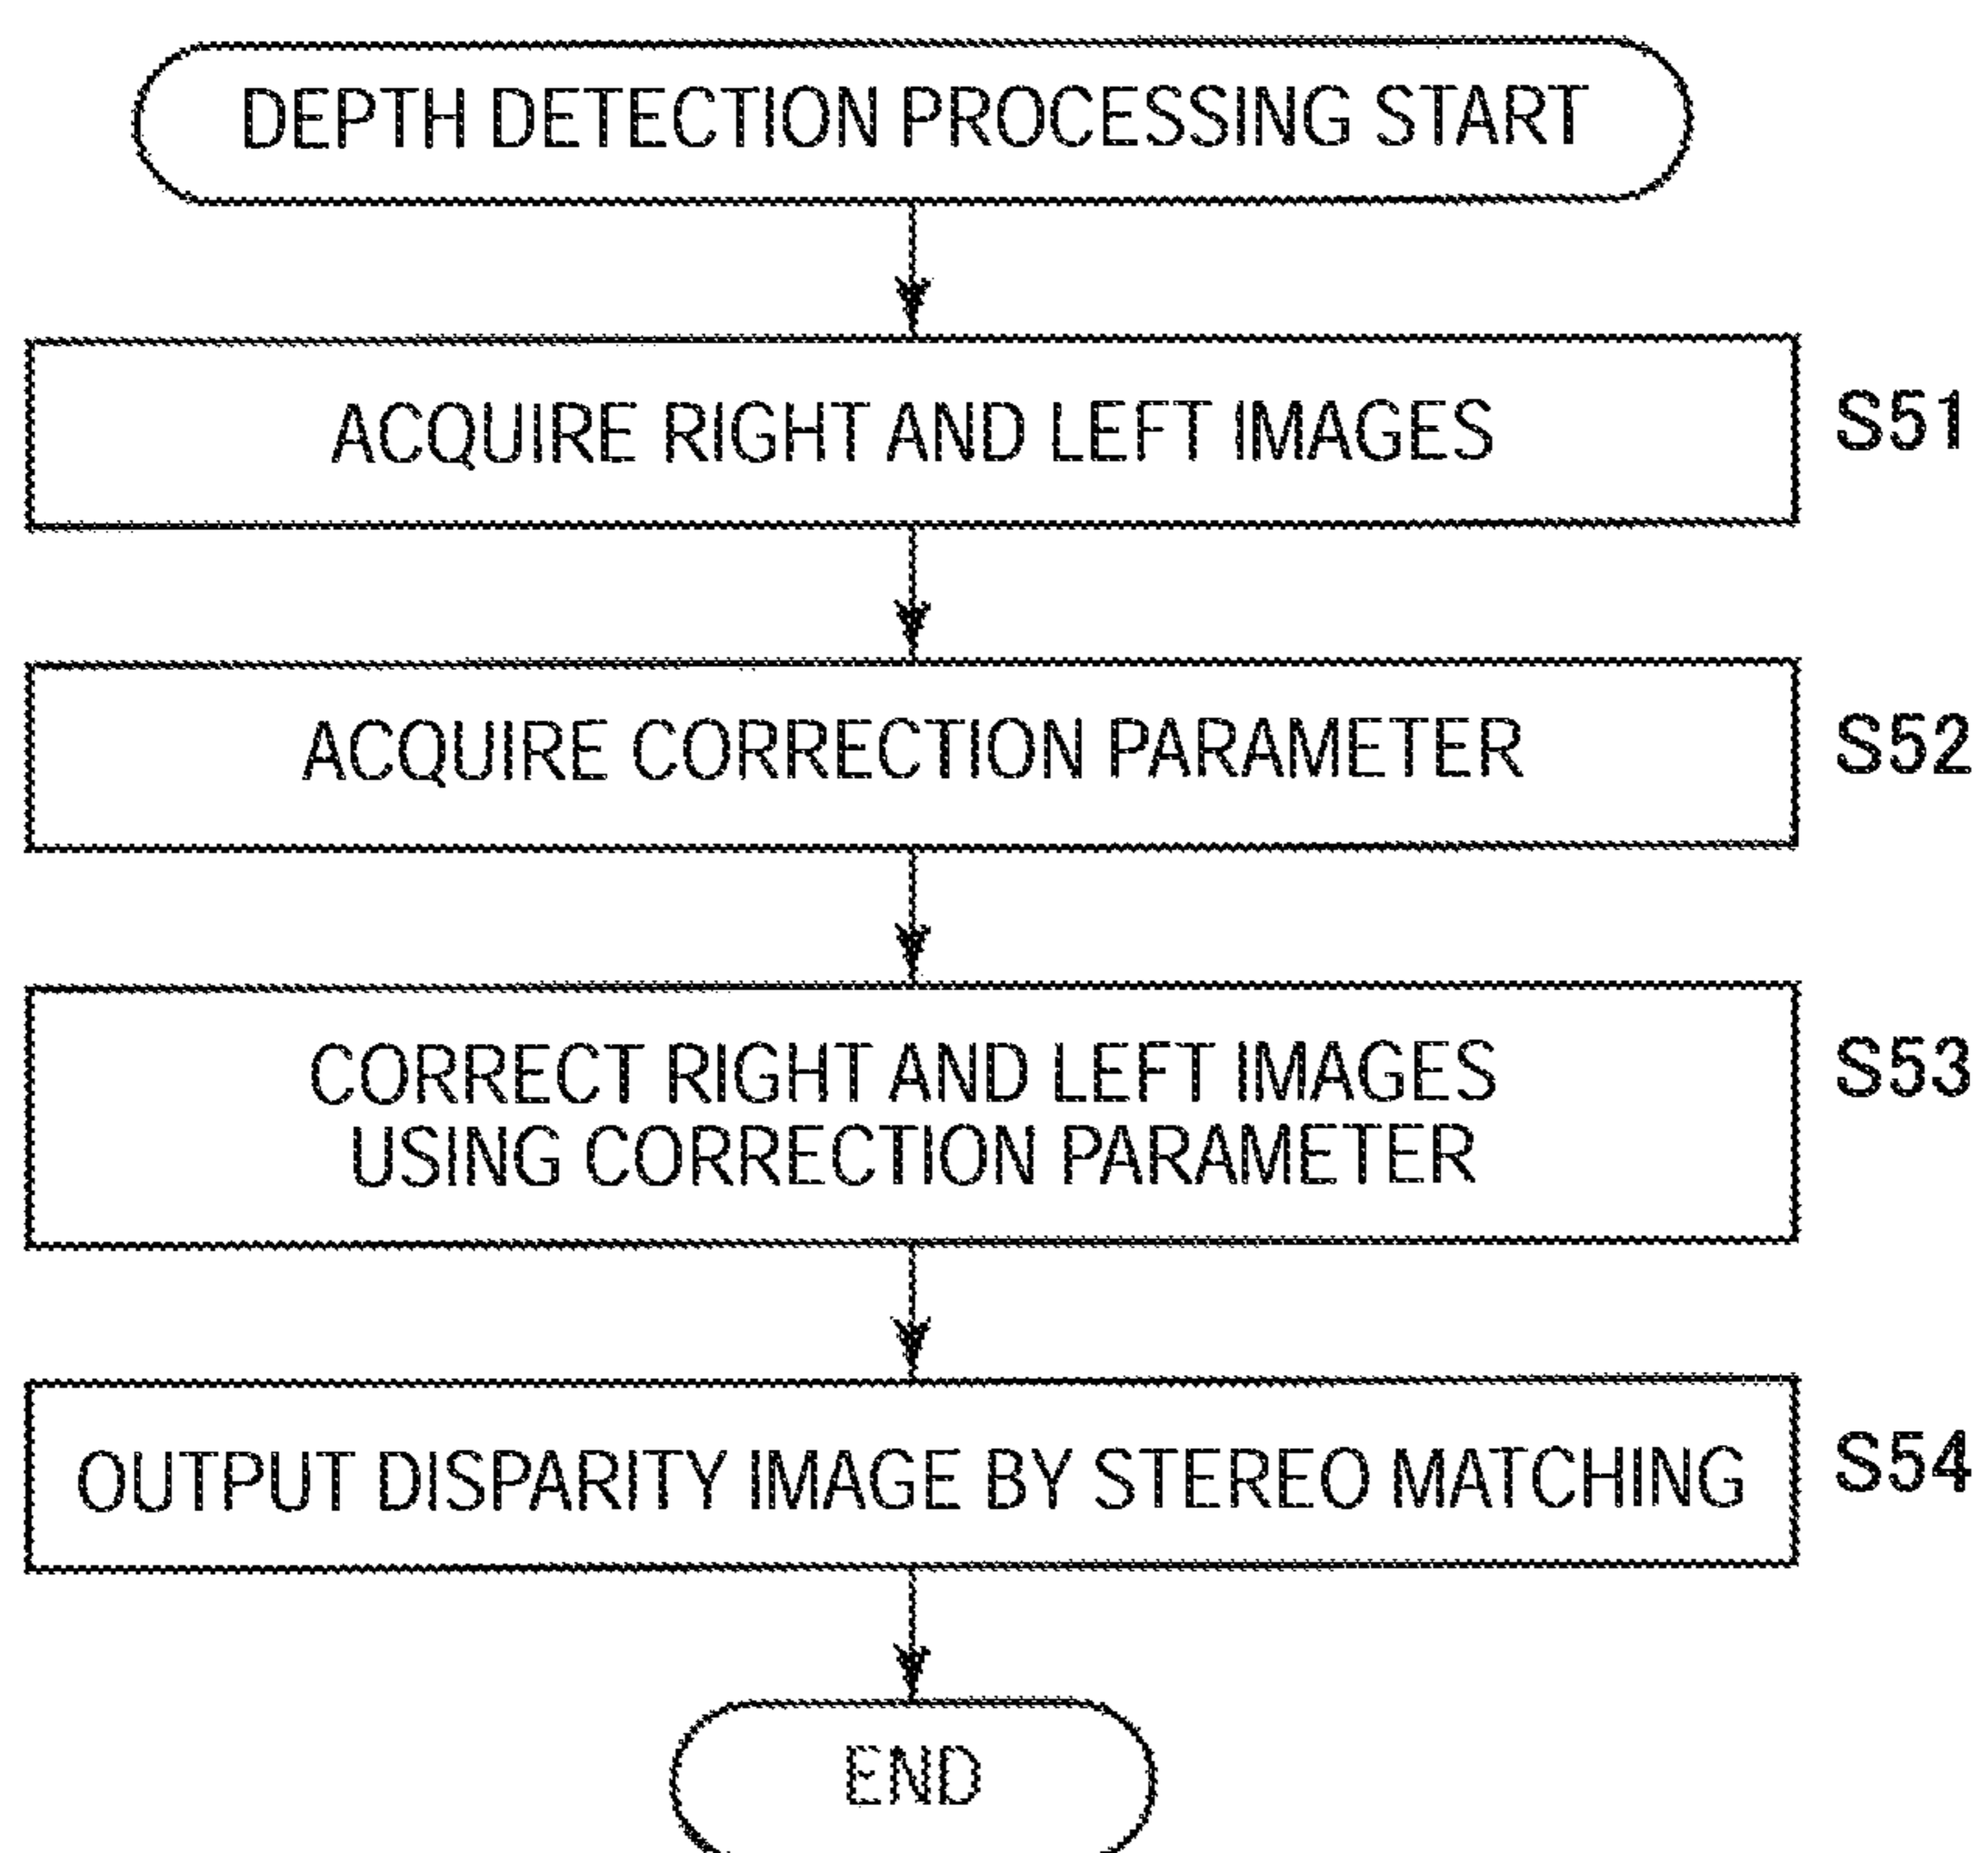 DEPTH DETECTION PROCESSING START
ACQUIRE RIGHT AND LEFT IMAGES
S51
ACQUIRE CORRECTION PARAMETER
S52
CORRECT RIGHT AND LEFT IMAGES
USING CORRECTION PARAMETER
S53
OUTPUT DISPARITY IMAGE BY STEREO MATCHING
S54
END